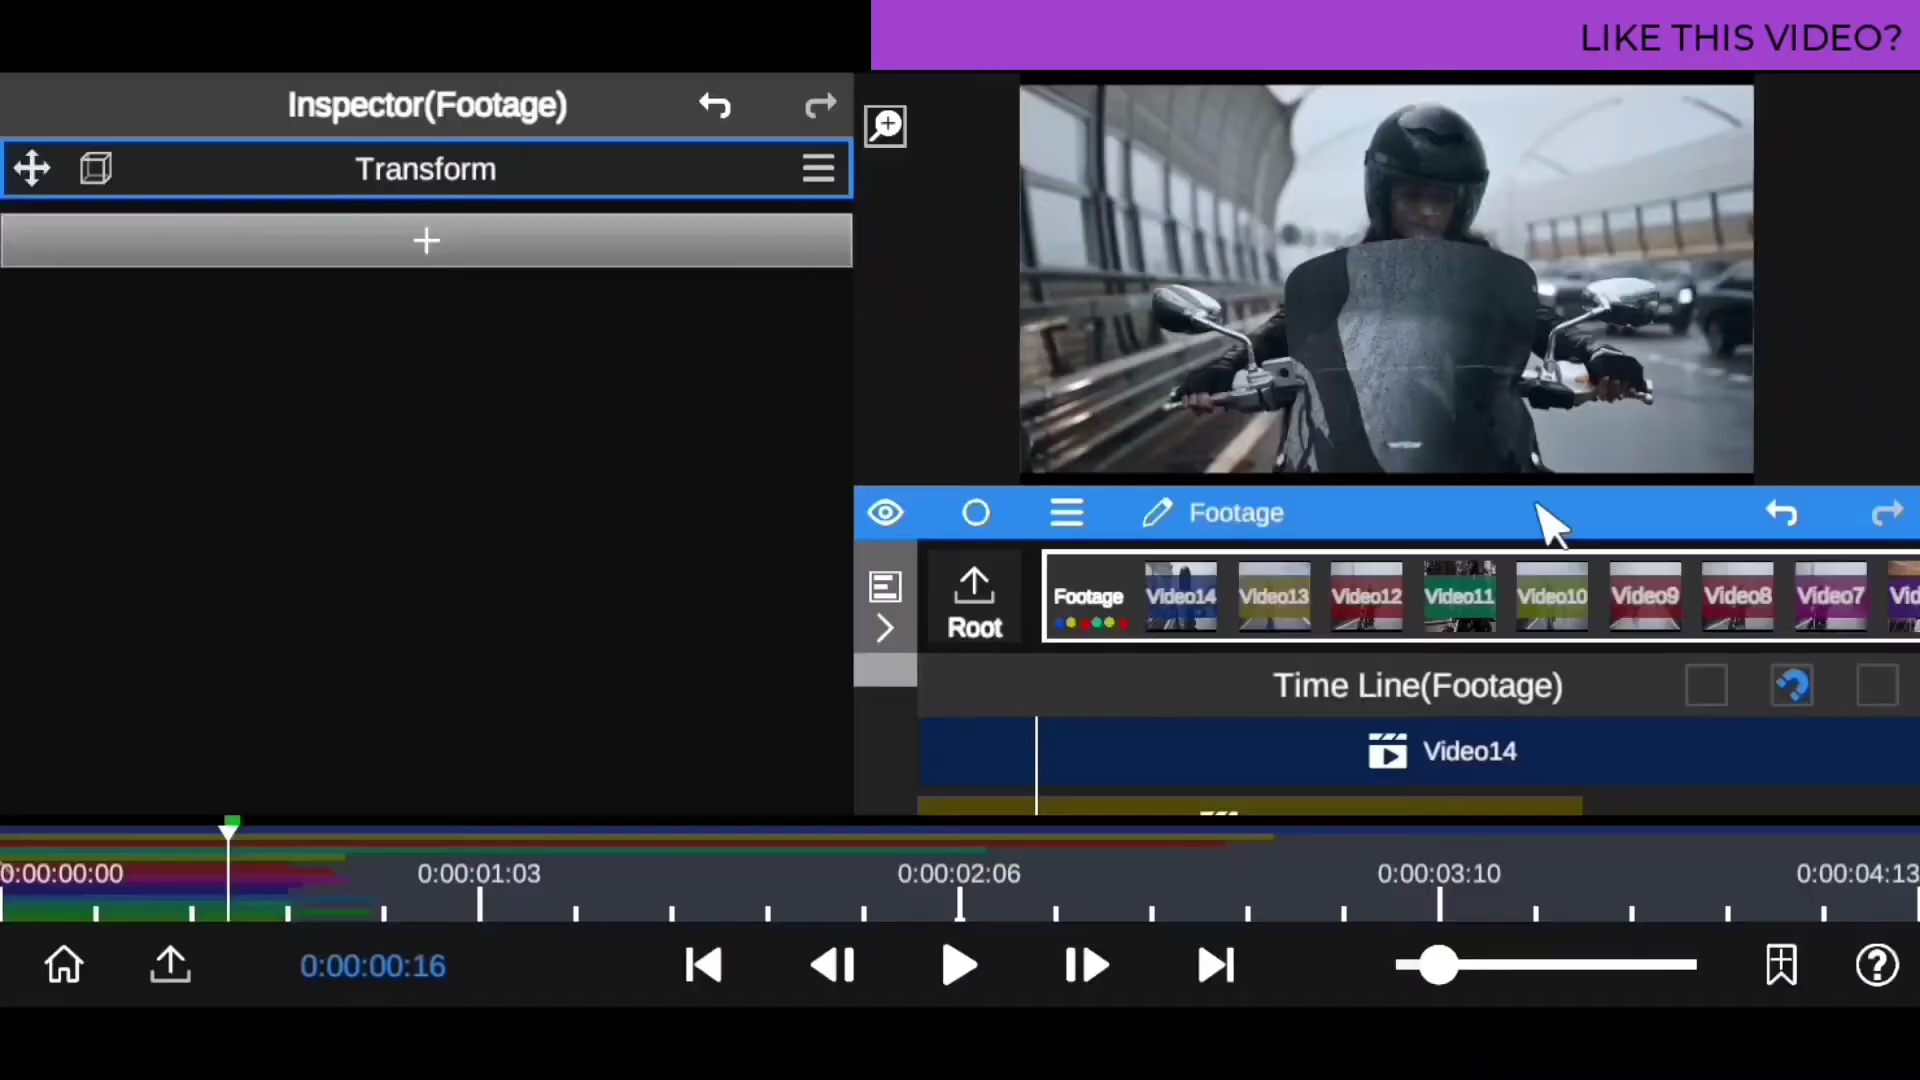 LIKE THIS VIDEO?
Inspector(Footage)
Transform
Footage
Root
Footage Video14 Video13 Video12 Video11 Video10 Video9 Video8 Video7 Vid
Time Line(Footage)
Video14
0:00:00:00 0:00:01:03 0:00:02:06 0:00:03:10 0:00:04:13
0:00:00:16